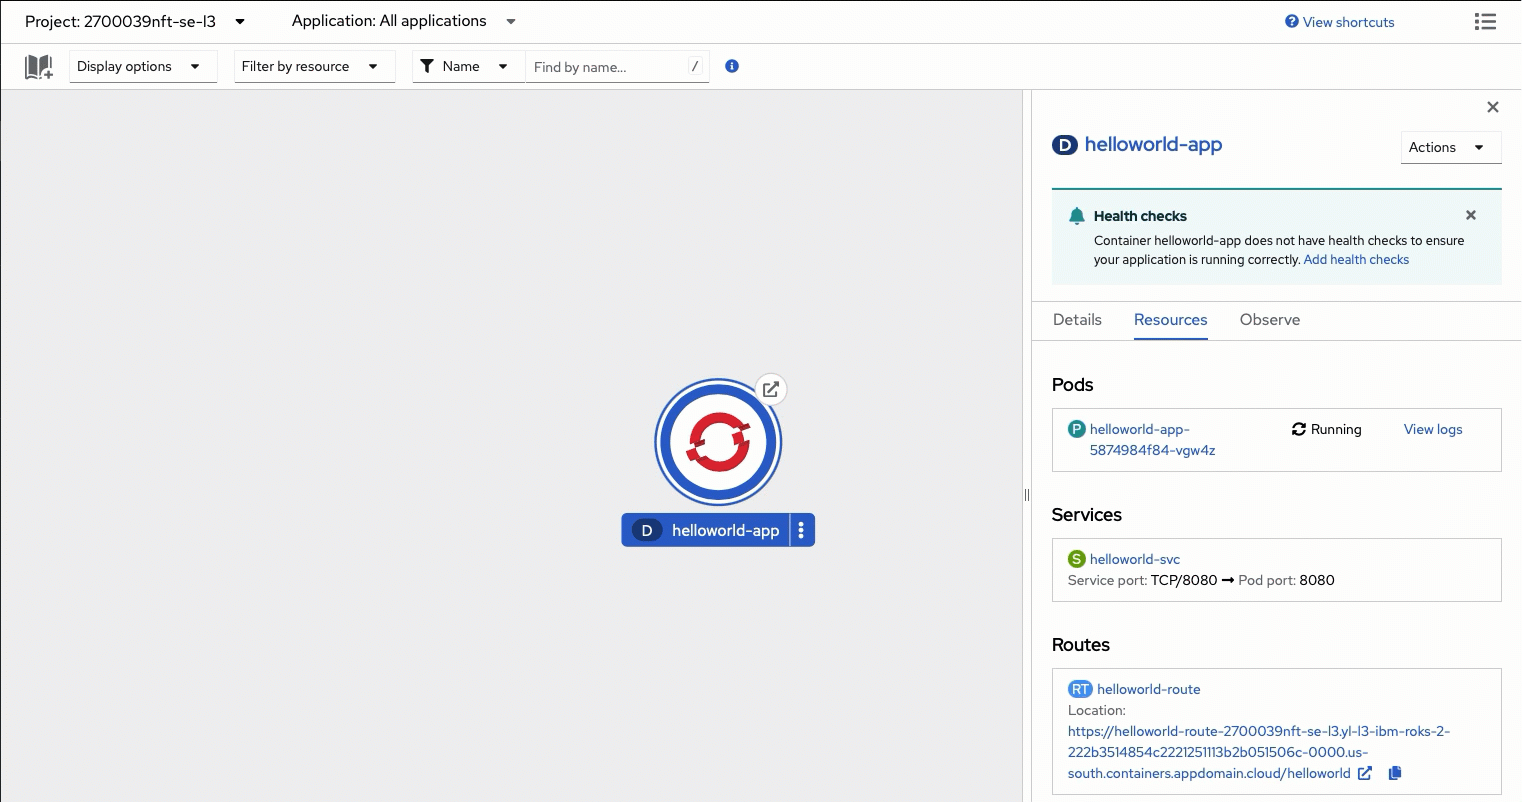 Project: 2700039nft-se-l3
Application: All applications
View shortcuts
Display options
Filter by resource
Name
Find by name...
/
D helloworld-app
Actions
Health checks
Container helloworld-app does not have health checks to ensure
your application is running correctly. Add health checks
Details
Resources
Observe
Pods
P helloworld-app-
5874984f84-vgw4z
Running
View logs
D helloworld-app
Services
S helloworld-svc
Service port: TCP/8080 → Pod port: 8080
Routes
RT helloworld-route
Location:
https://helloworld-route-2700039nft-se-l3.yl-l3-ibm-roks-2-
222b3514854c2221251113b2b051506c-0000.us-
south.containers.appdomain.cloud/helloworld